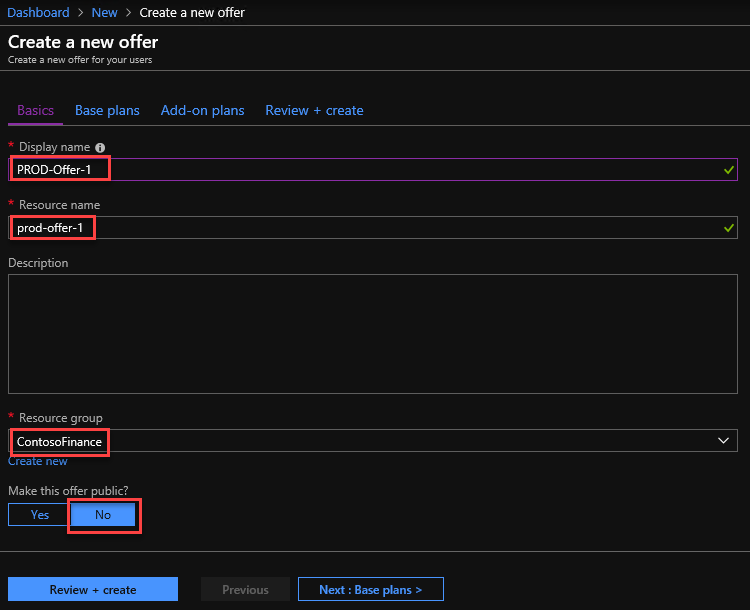 Dashboard > New > Create a new offer
Create a new offer
Create a new offer for your users
Basics Base plans Add-on plans Review + create
* Display name
PROD-Offer-1
* Resource name
prod-offer-1
Description
* Resource group
ContosoFinance
Create new
Make this offer public?
Yes No
Review + create Previous Next : Base plans >